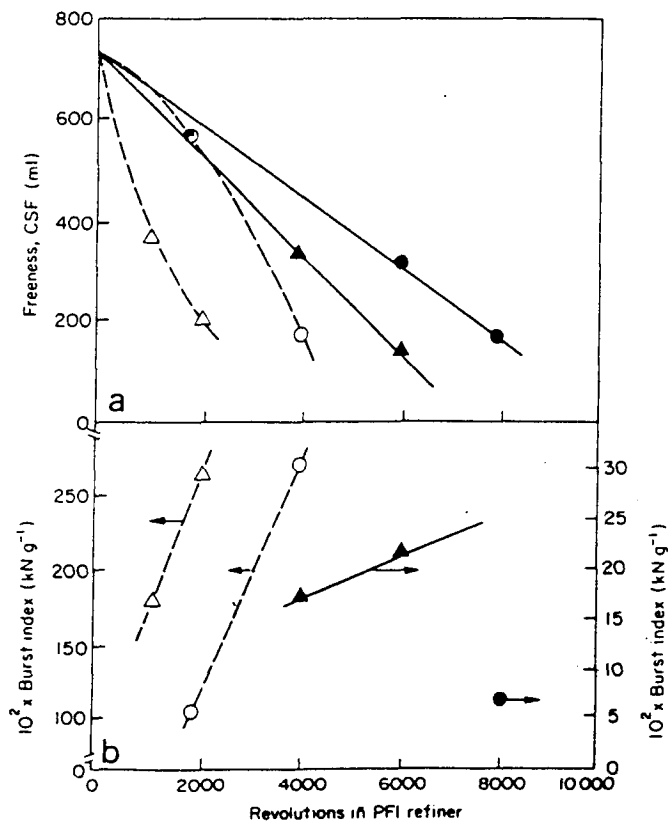 800
600
400
200
0
Freeness, CSF (ml)
a
250
200
150
100
0
10² x Burst index (kN g⁻¹)
b
30
25
20
15
10
5
0
10² x Burst index (kN g⁻¹)
0 2000 4000 6000 8000 10000
Revolutions in PFI refiner